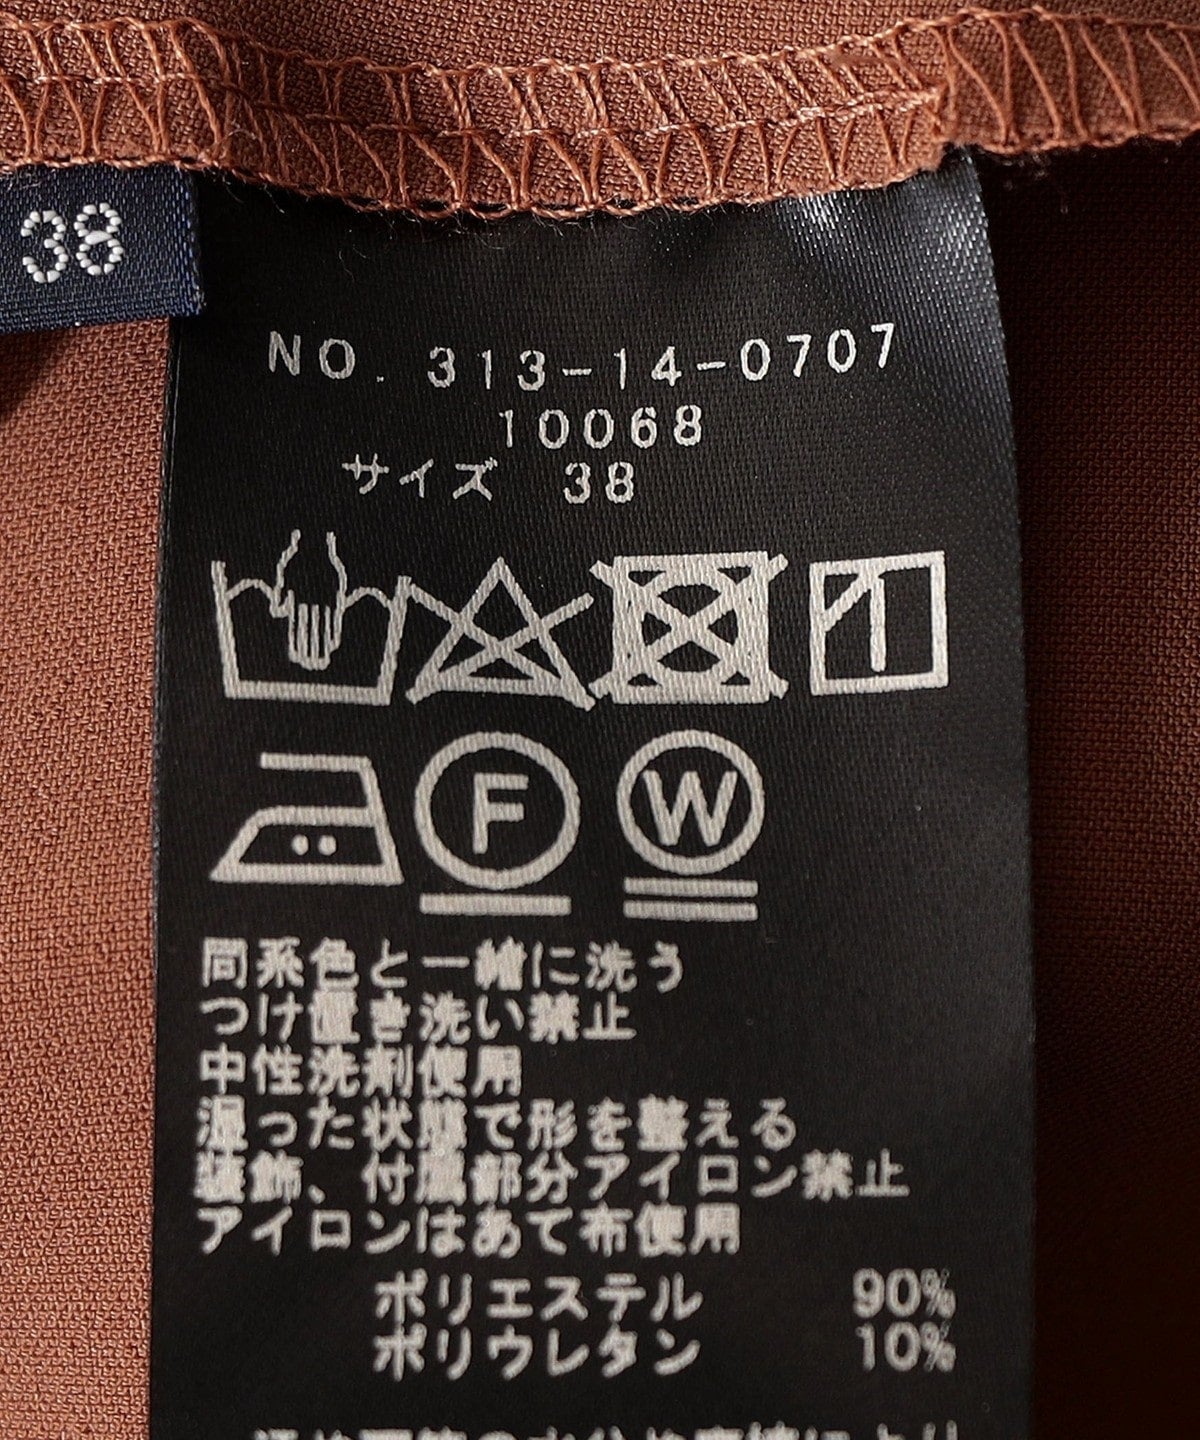 38
NO. 313-14-0707
10068
サイズ 38
F W
同系色と一緒に洗う
つけ置き洗い禁止
中性洗剤使用
湿った状態で形を整える
装飾、付属部分アイロン禁止
アイロンはあて布使用
ポリエステル 90%
ポリウレタン 10%